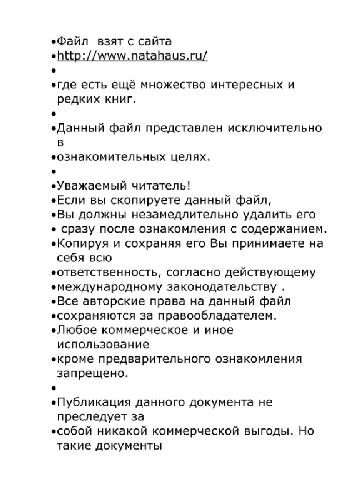 •Файл  взят с сайта
•http://www.natahaus.ru/
•
•где есть ещё множество интересных и
редких книг.
•
•Данный файл представлен исключительно
в
•ознакомительных целях.
•
•Уважаемый читатель!
•Если вы скопируете данный файл,
•Вы должны незамедлительно удалить его
• сразу после ознакомления с содержанием.
•Копируя и сохраняя его Вы принимаете на
себя всю
•ответственность, согласно действующему
•международному законодательству .
•Все авторские права на данный файл
•сохраняются за правообладателем.
•Любое коммерческое и иное
использование
•кроме предварительного ознакомления
запрещено.
•
•Публикация данного документа не
преследует за
•собой никакой коммерческой выгоды. Но
такие документы